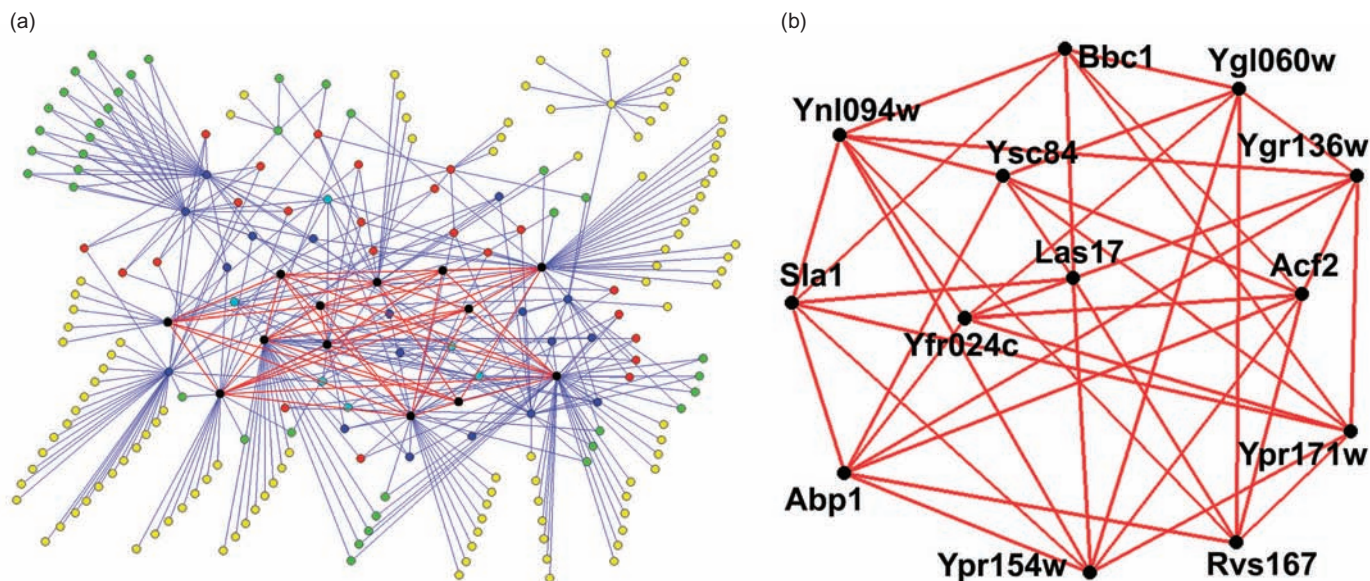 (a)
(b)
Bbc1
Ygl060w
Ynl094w
Ysc84
Ygr136w
Las17
Acf2
Sla1
Yfr024c
Ypr171w
Abp1
Ypr154w
Rvs167